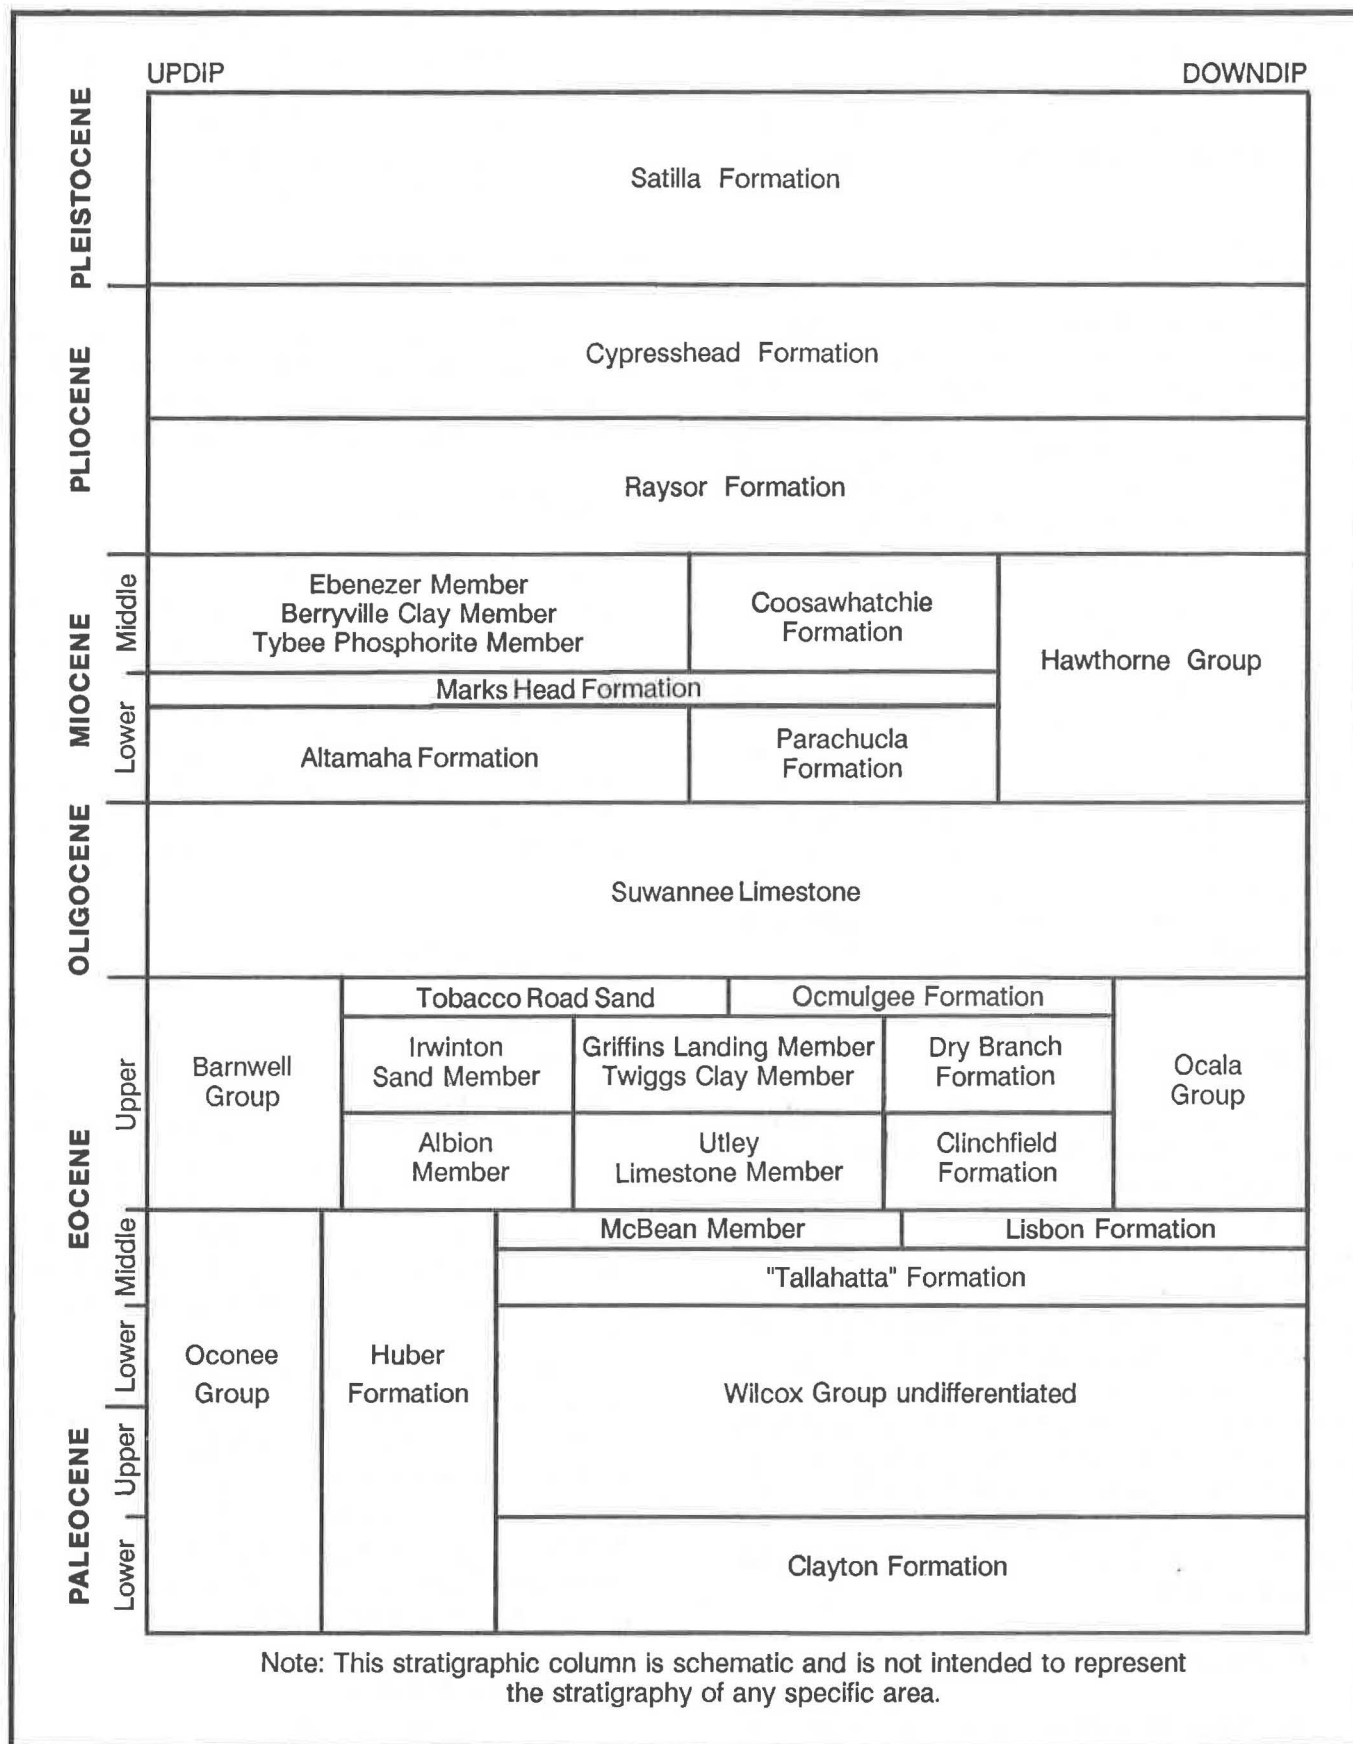 UPDIP
DOWNDIP
PLEISTOCENE
Satilla Formation
PLIOCENE
Cypresshead Formation
Raysor Formation
MIOCENE
Middle
Ebenezer Member
Berryville Clay Member
Tybee Phosphorite Member
Coosawhatchie
Formation
Hawthorne Group
Marks Head Formation
Lower
Altamaha Formation
Parachucla
Formation
OLIGOCENE
Suwannee Limestone
EOCENE
Upper
Barnwell
Group
Tobacco Road Sand
Ocmulgee Formation
Irwinton
Sand Member
Griffins Landing Member
Twiggs Clay Member
Dry Branch
Formation
Ocala
Group
Albion
Member
Utley
Limestone Member
Clinchfield
Formation
Middle
McBean Member
Lisbon Formation
"Tallahatta" Formation
Lower
Oconee
Group
Huber
Formation
Wilcox Group undifferentiated
PALEOCENE
Upper
Lower
Clayton Formation
Note: This stratigraphic column is schematic and is not intended to represent
the stratigraphy of any specific area.